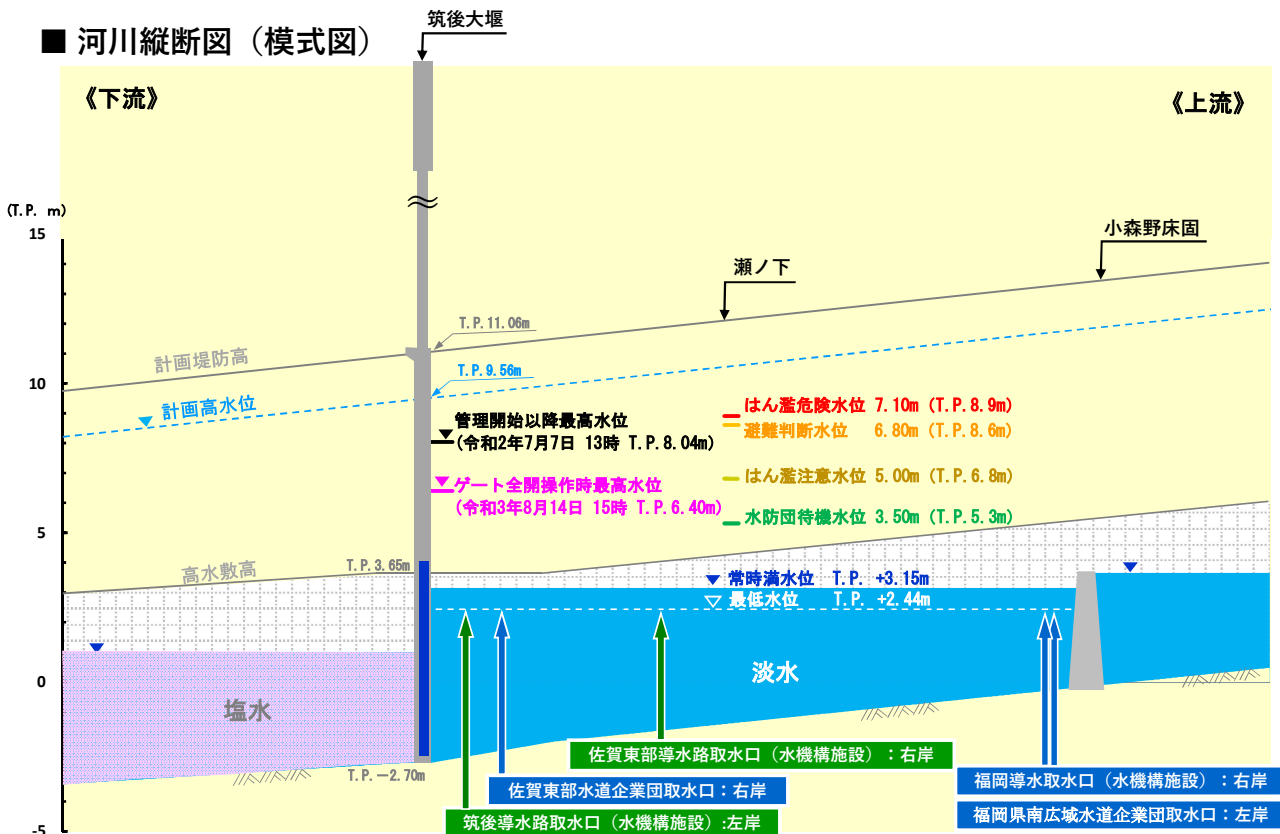 ■ 河川縦断図（模式図）
筑後大堰
《下流》
《上流》
(T.P. m)
15
10
5
0
-5
小森野床固
瀬ノ下
T.P.11.06m
計画堤防高
T.P.9.56m
計画高水位
管理開始以降最高水位
(令和2年7月7日 13時 T.P.8.04m)
ゲート全開操作時最高水位
(令和3年8月14日 15時 T.P.6.40m)
はん濫危険水位 7.10m (T.P.8.9m)
避難判断水位 6.80m (T.P.8.6m)
はん濫注意水位 5.00m (T.P.6.8m)
水防団待機水位 3.50m (T.P.5.3m)
高水敷高
T.P.3.65m
常時満水位 T.P. +3.15m
最低水位 T.P. +2.44m
塩水
淡水
T.P.－2.70m
佐賀東部導水路取水口（水機構施設）：右岸
佐賀東部水道企業団取水口：右岸
筑後導水路取水口（水機構施設）:左岸
福岡導水取水口（水機構施設）：右岸
福岡県南広域水道企業団取水口：左岸